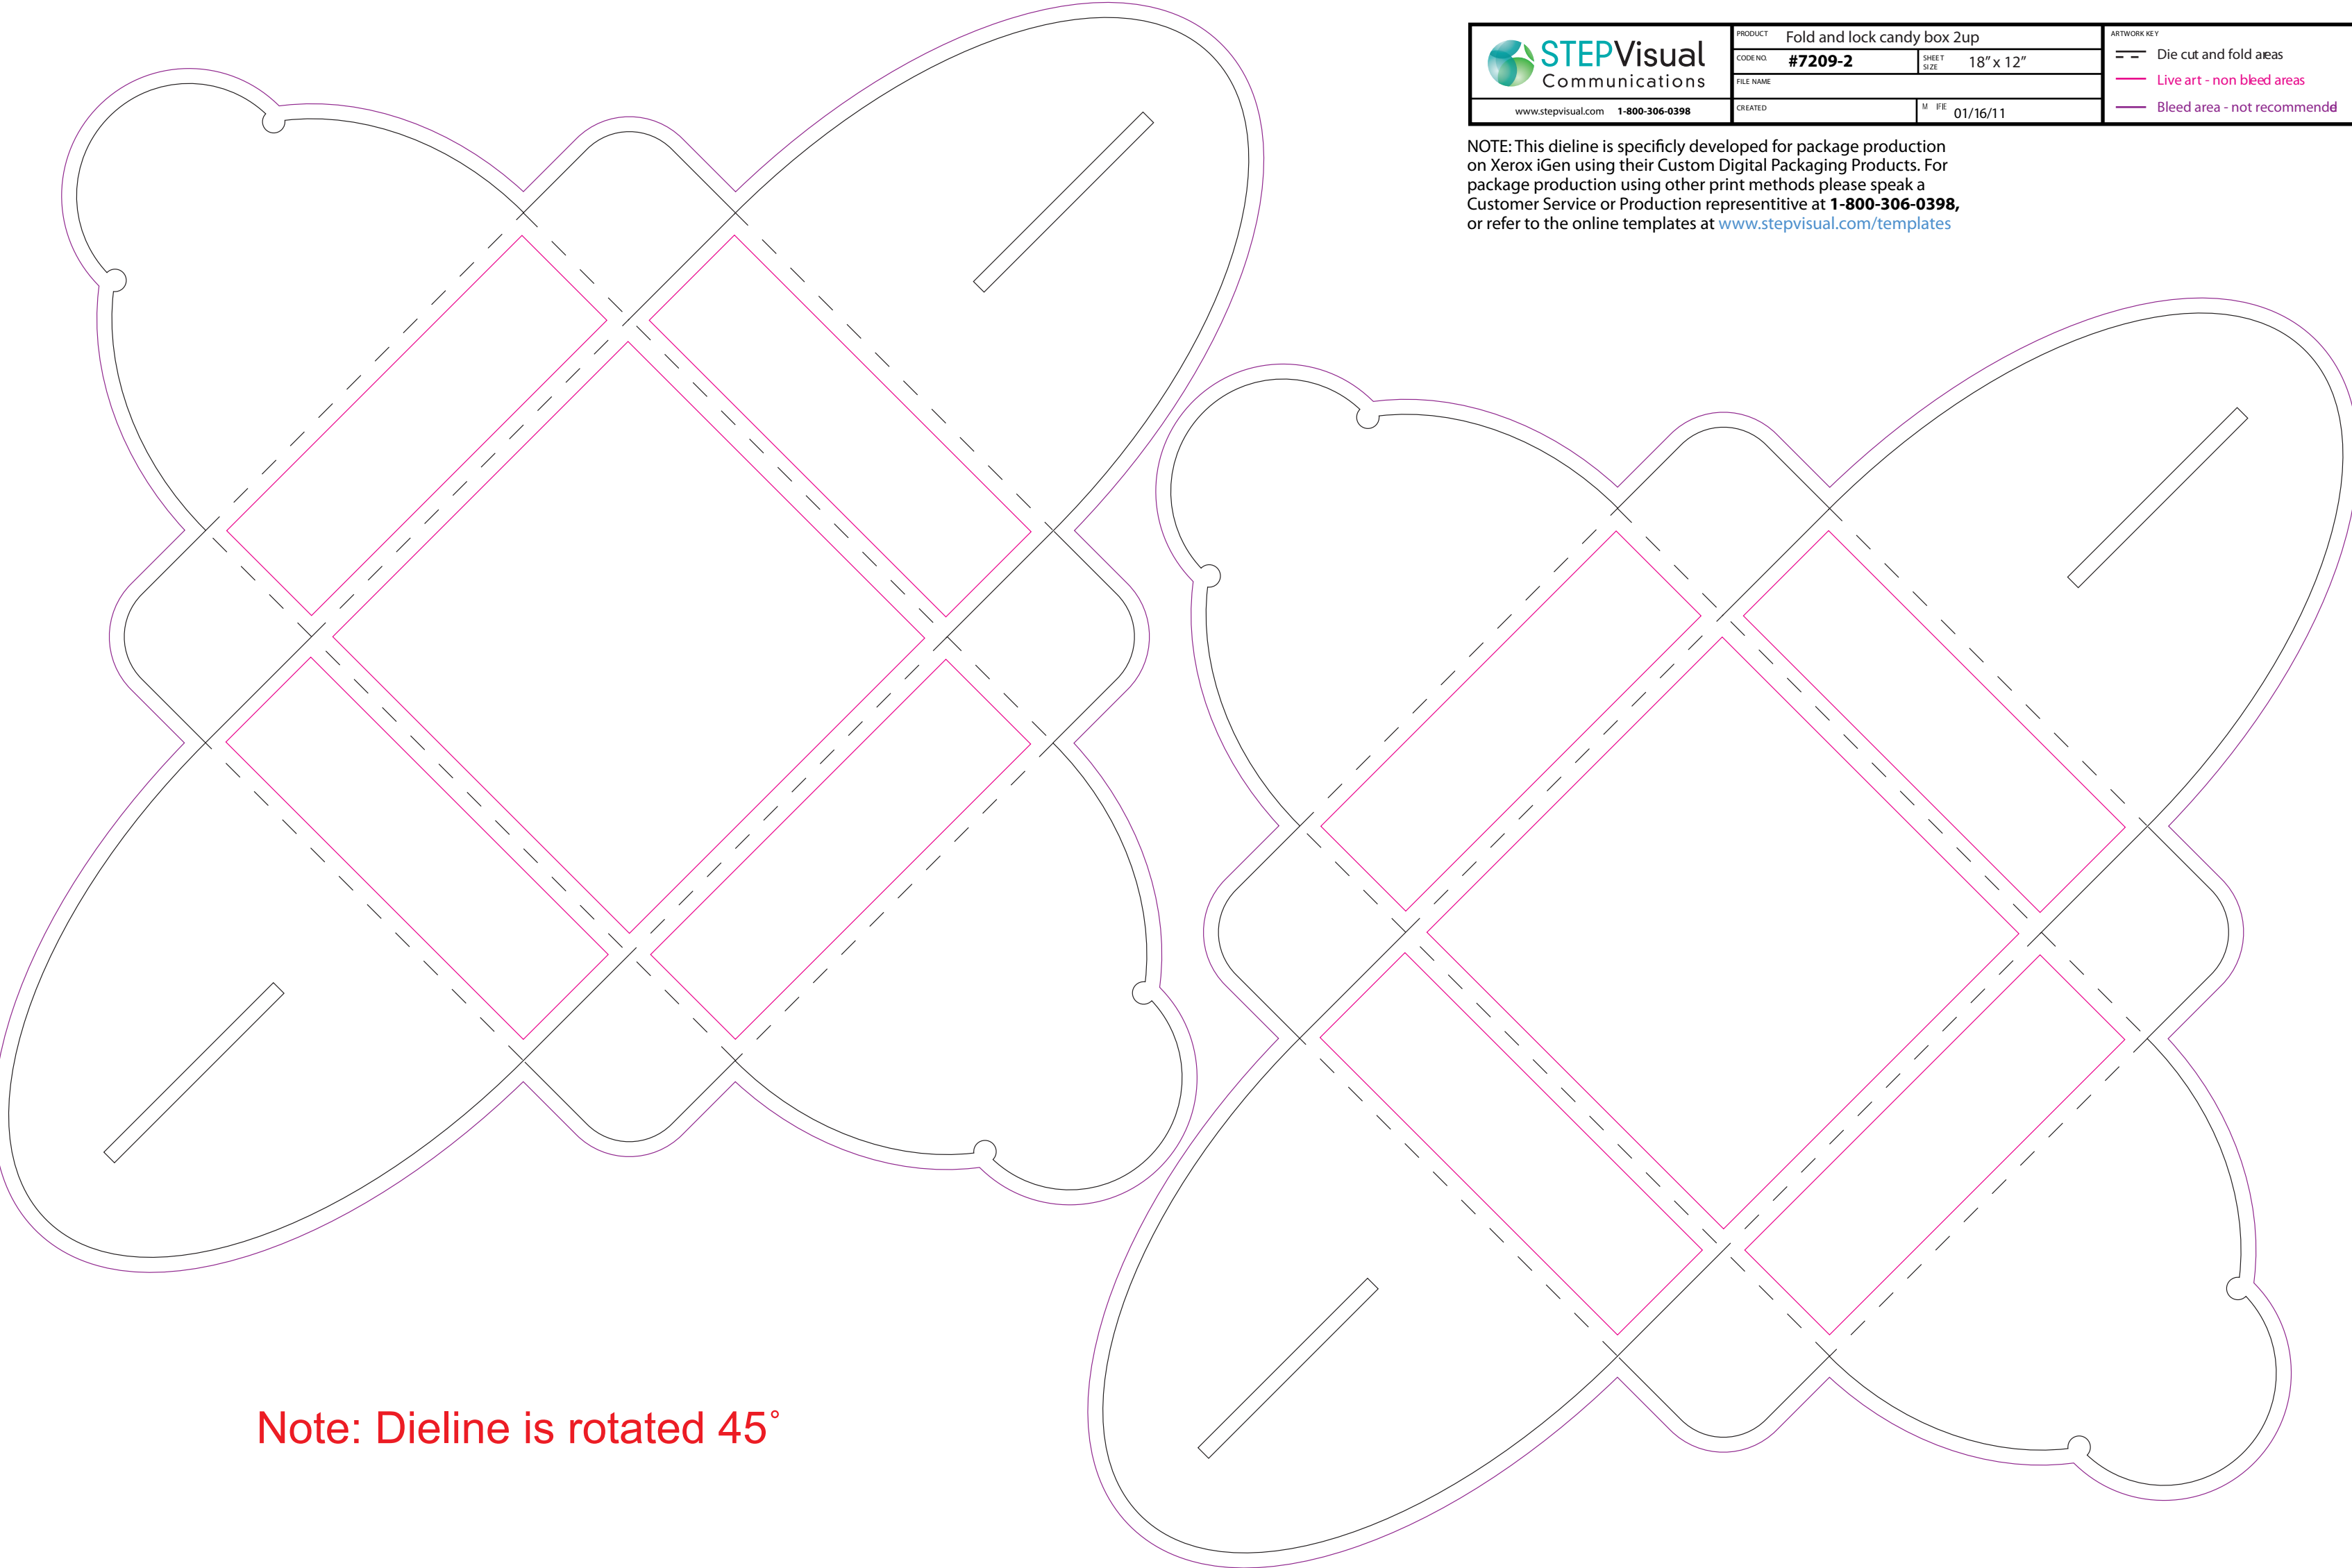 STEPVisual
Communications
www.stepvisual.com 1-800-306-0398
PRODUCT Fold and lock candy box 2up
CODE NO. #7209-2 SHEET SIZE 18” x 12”
FILE NAME
CREATED M IFIE 01/16/11
ARTWORK KEY
Die cut and fold areas
Live art - non bleed areas
Bleed area - not recommended
NOTE: This dieline is specificly developed for package production
on Xerox iGen using their Custom Digital Packaging Products. For
package production using other print methods please speak a
Customer Service or Production representitive at 1-800-306-0398,
or refer to the online templates at www.stepvisual.com/templates
Note: Dieline is rotated 45°